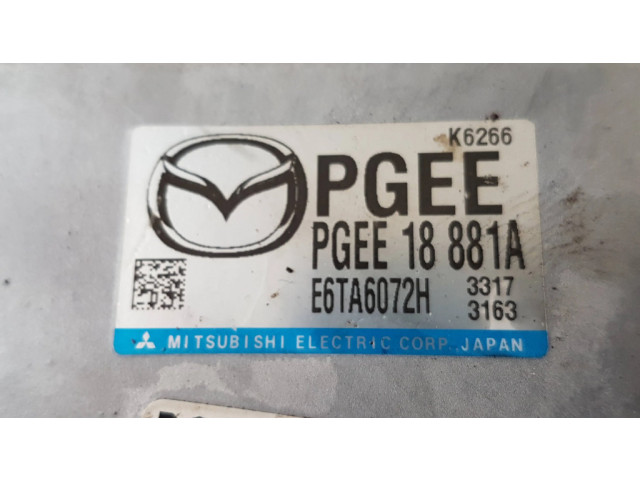 K6266
PGEE
PGEE 18 881A
E6TA6072H 3317
3163
MITSUBISHI ELECTRIC CORP. JAPAN